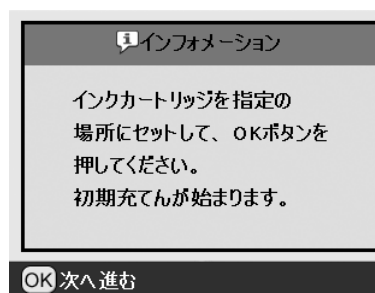 インフォメーション
インクカートリッジを指定の
場所にセットして、OKボタンを
押してください。
初期充てんが始まります。
OK 次へ進む